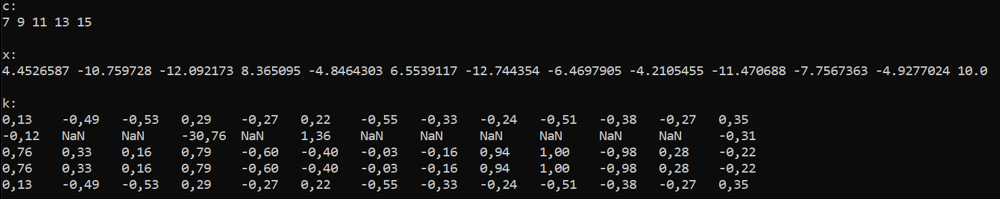 c:
7 9 11 13 15
x:
4.4526587 -10.759728 -12.092173 8.365095 -4.8464303 6.5539117 -12.744354 -6.4697905 -4.2105455 -11.470688 -7.7567363 -4.9277024 10.0
k:
0,13 -0,49 -0,53 0,29 -0,27 0,22 -0,55 -0,33 -0,24 -0,51 -0,38 -0,27 0,35
-0,12 NaN NaN -30,76 NaN 1,36 NaN NaN NaN NaN NaN NaN -0,31
0,76 0,33 0,16 0,79 -0,60 -0,40 -0,03 -0,16 0,94 1,00 -0,98 0,28 -0,22
0,76 0,33 0,16 0,79 -0,60 -0,40 -0,03 -0,16 0,94 1,00 -0,98 0,28 -0,22
0,13 -0,49 -0,53 0,29 -0,27 0,22 -0,55 -0,33 -0,24 -0,51 -0,38 -0,27 0,35